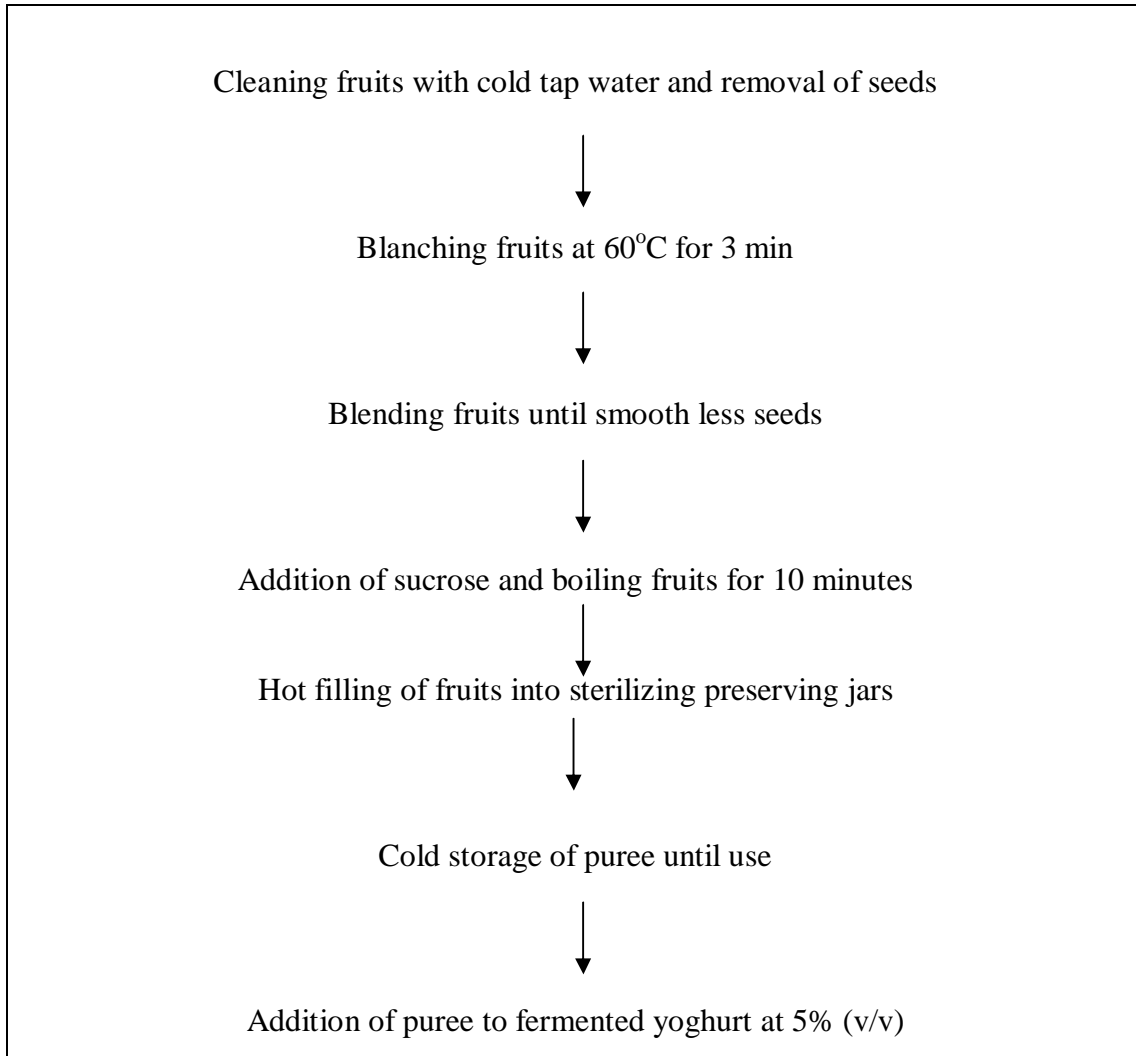 Cleaning fruits with cold tap water and removal of seeds
Blanching fruits at 60°C for 3 min
Blending fruits until smooth less seeds
Addition of sucrose and boiling fruits for 10 minutes
Hot filling of fruits into sterilizing preserving jars
Cold storage of puree until use
Addition of puree to fermented yoghurt at 5% (v/v)